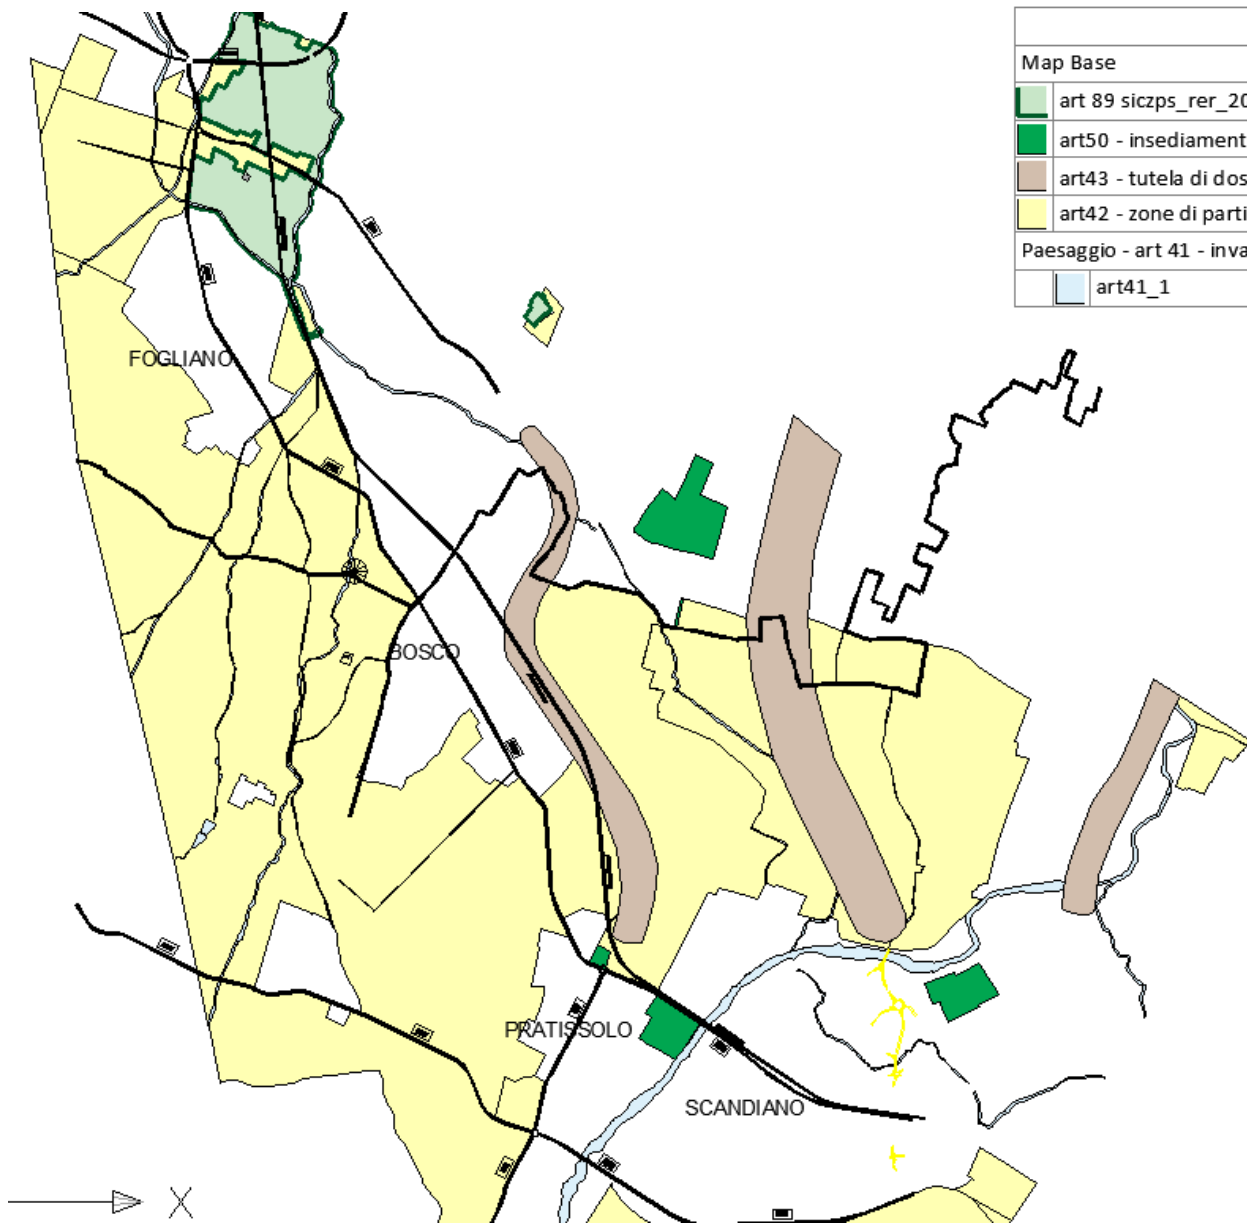 Map Base
art 89 siczps_rer_20
art50 - insediament
art43 - tutela di dos
art42 - zone di parti
Paesaggio - art 41 - inva
art41_1
FOGLIANO
BOSCO
PRATISSOLO
SCANDIANO
X